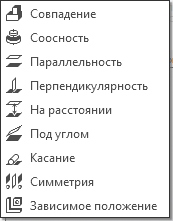 Совпадение
Соосность
Параллельность
Перпендикулярность
На расстоянии
Под углом
Касание
Симметрия
Зависимое положение